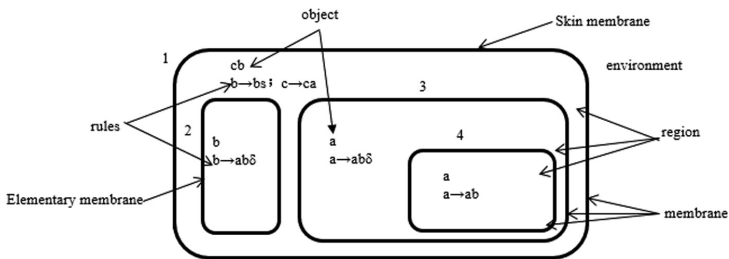 object
Skin membrane
1
cb
environment
b→bs； c→ca
3
rules
2
b
b→abδ
a
a→abδ
4
region
a
a→ab
Elementary membrane
membrane